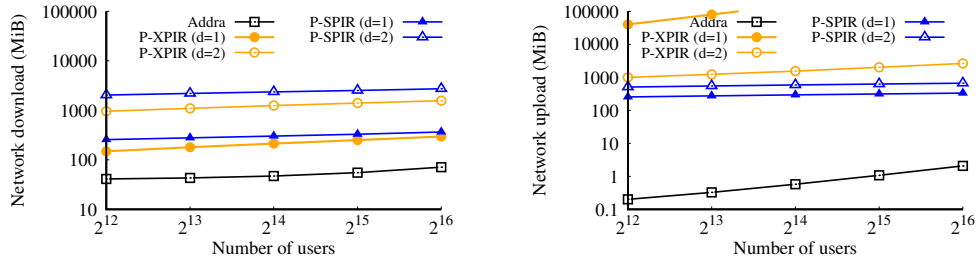 Addra
P-XPIR (d=1)
P-XPIR (d=2)
P-SPIR (d=1)
P-SPIR (d=2)
Network download (MiB)
100000
10000
1000
100
10
2^12 2^13 2^14 2^15 2^16
Number of users
Addra
P-XPIR (d=1)
P-XPIR (d=2)
P-SPIR (d=1)
P-SPIR (d=2)
Network upload (MiB)
100000
10000
1000
100
10
1
0.1
2^12 2^13 2^14 2^15 2^16
Number of users